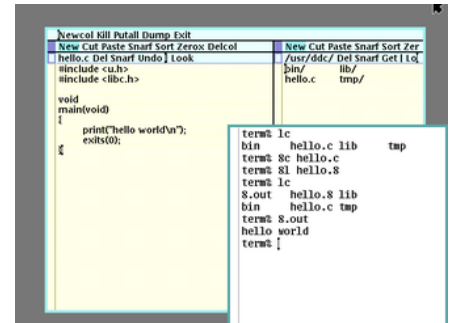 Newcol Kill Putall Dump Exit
New Cut Paste Snarf Sort Zerox Delcol
hello.c Del Snarf Undo | Look
#include <u.h>
#include <libc.h>
void
main(void)
{
print("hello world\n");
exits(0);
}
New Cut Paste Snarf Sort Zer
/usr/ddc/ Del Snarf Get | Lo
bin/ lib/
hello.c tmp/
term% lc
bin hello.c lib tmp
term% 8c hello.c
term% 8l hello.8
term% lc
8.out hello.8 lib
bin hello.c tmp
term% 8.out
hello world
term%